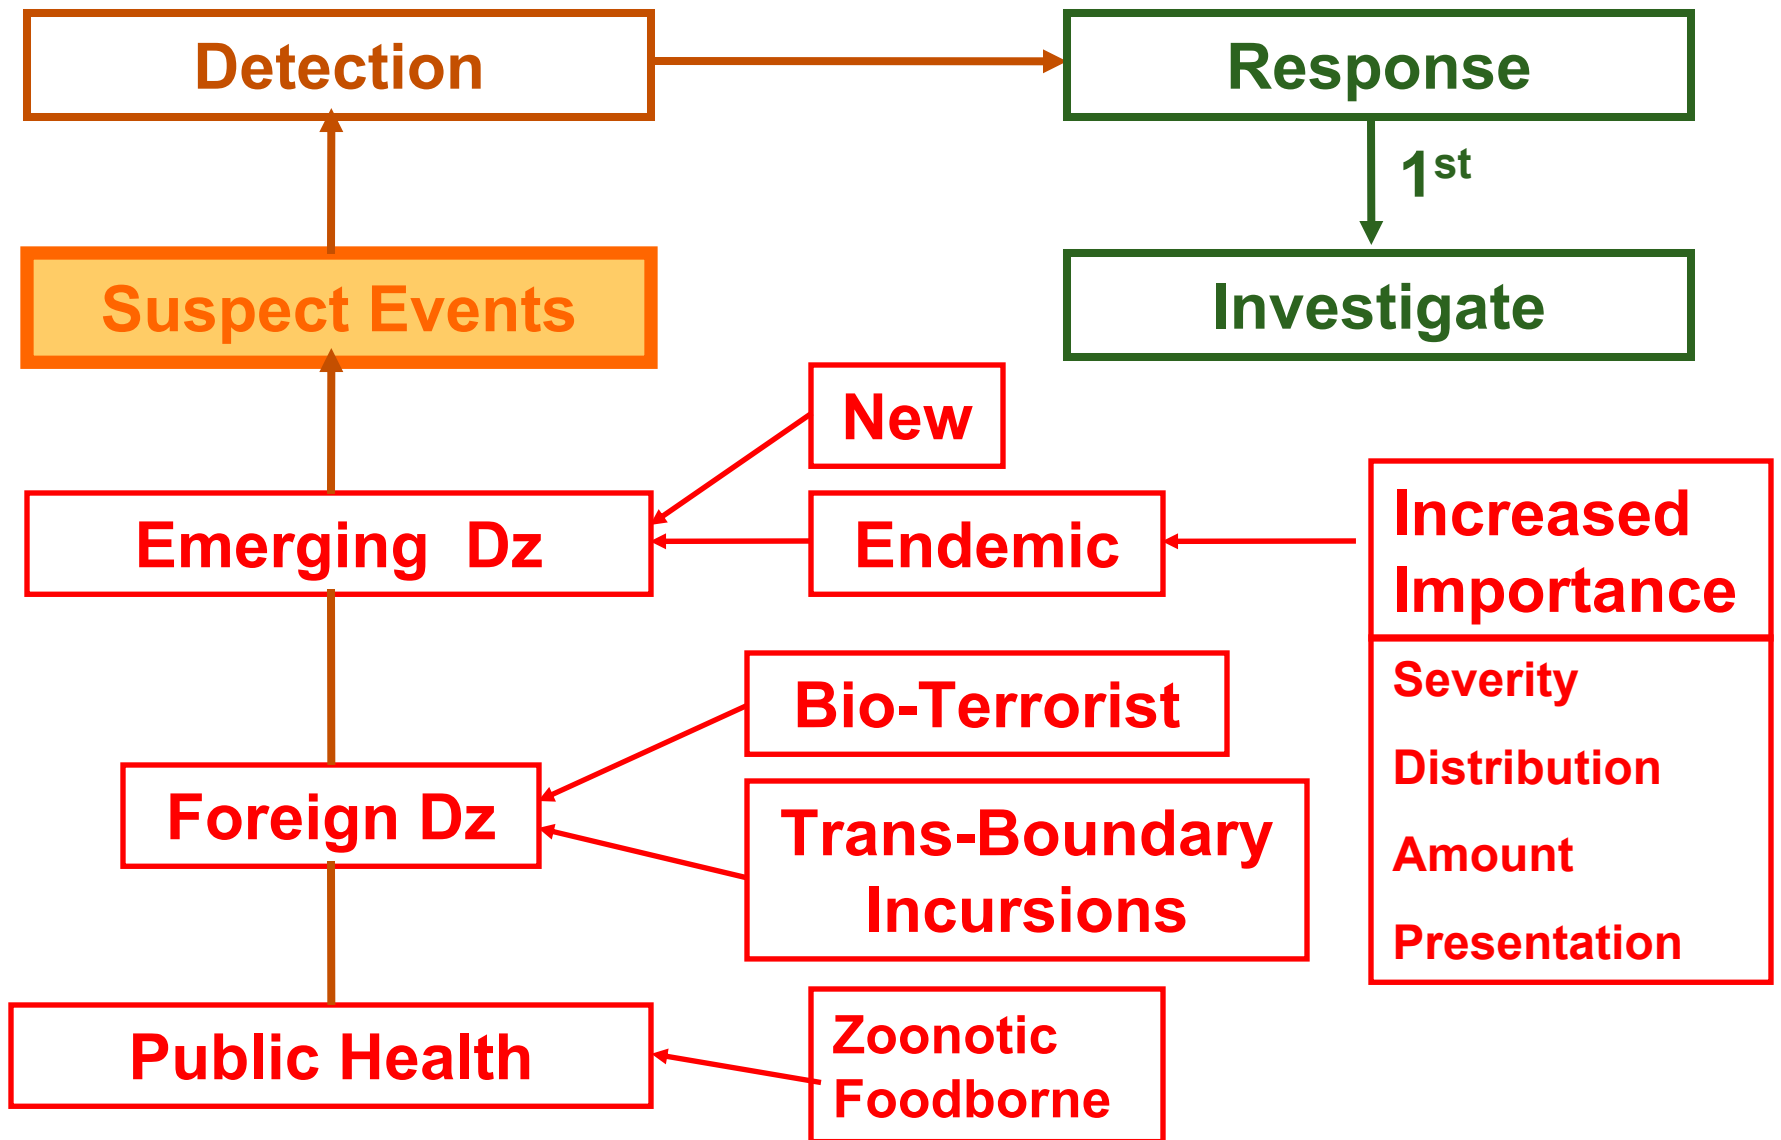 Detection
Response
1st
Suspect Events
Investigate
New
Emerging Dz
Endemic
Increased
Importance
Severity
Distribution
Amount
Presentation
Bio-Terrorist
Foreign Dz
Trans-Boundary
Incursions
Public Health
Zoonotic
Foodborne